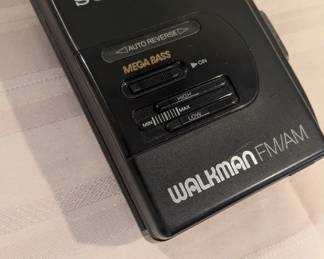 ◁AUTO REVERSE▷
MEGA BASS
▷ON
HIGH
MIN MAX
LOW
WALKMAN FM/AM